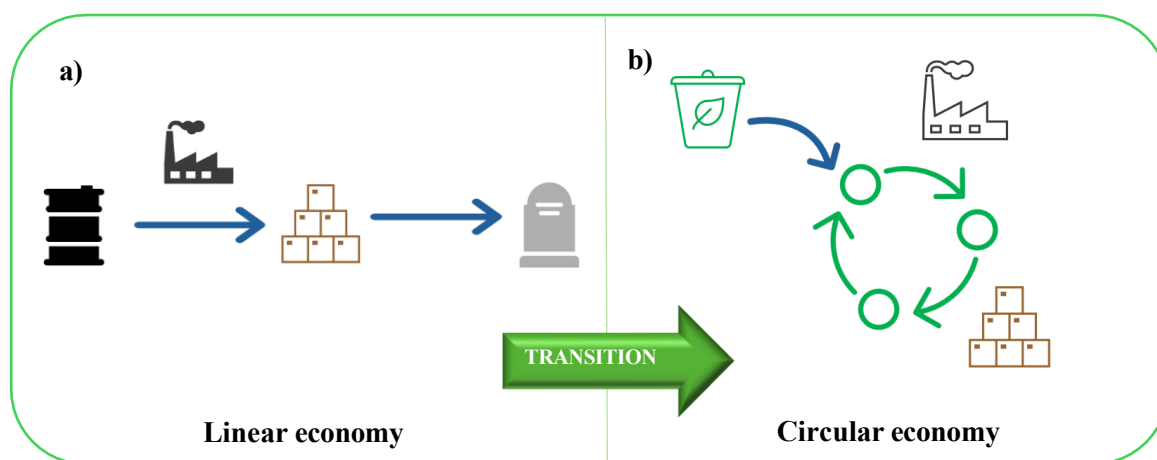 a)
b)
TRANSITION
Linear economy
Circular economy